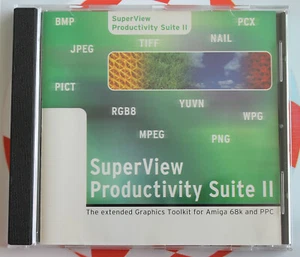 SuperView
Productivity Suite II
BMP
PCX
JPEG
TIFF
NAIL
PICT
RGB8
YUVN
WPG
MPEG
PNG
SuperView
Productivity Suite II
The extended Graphics Toolkit for Amiga 68k and PPC